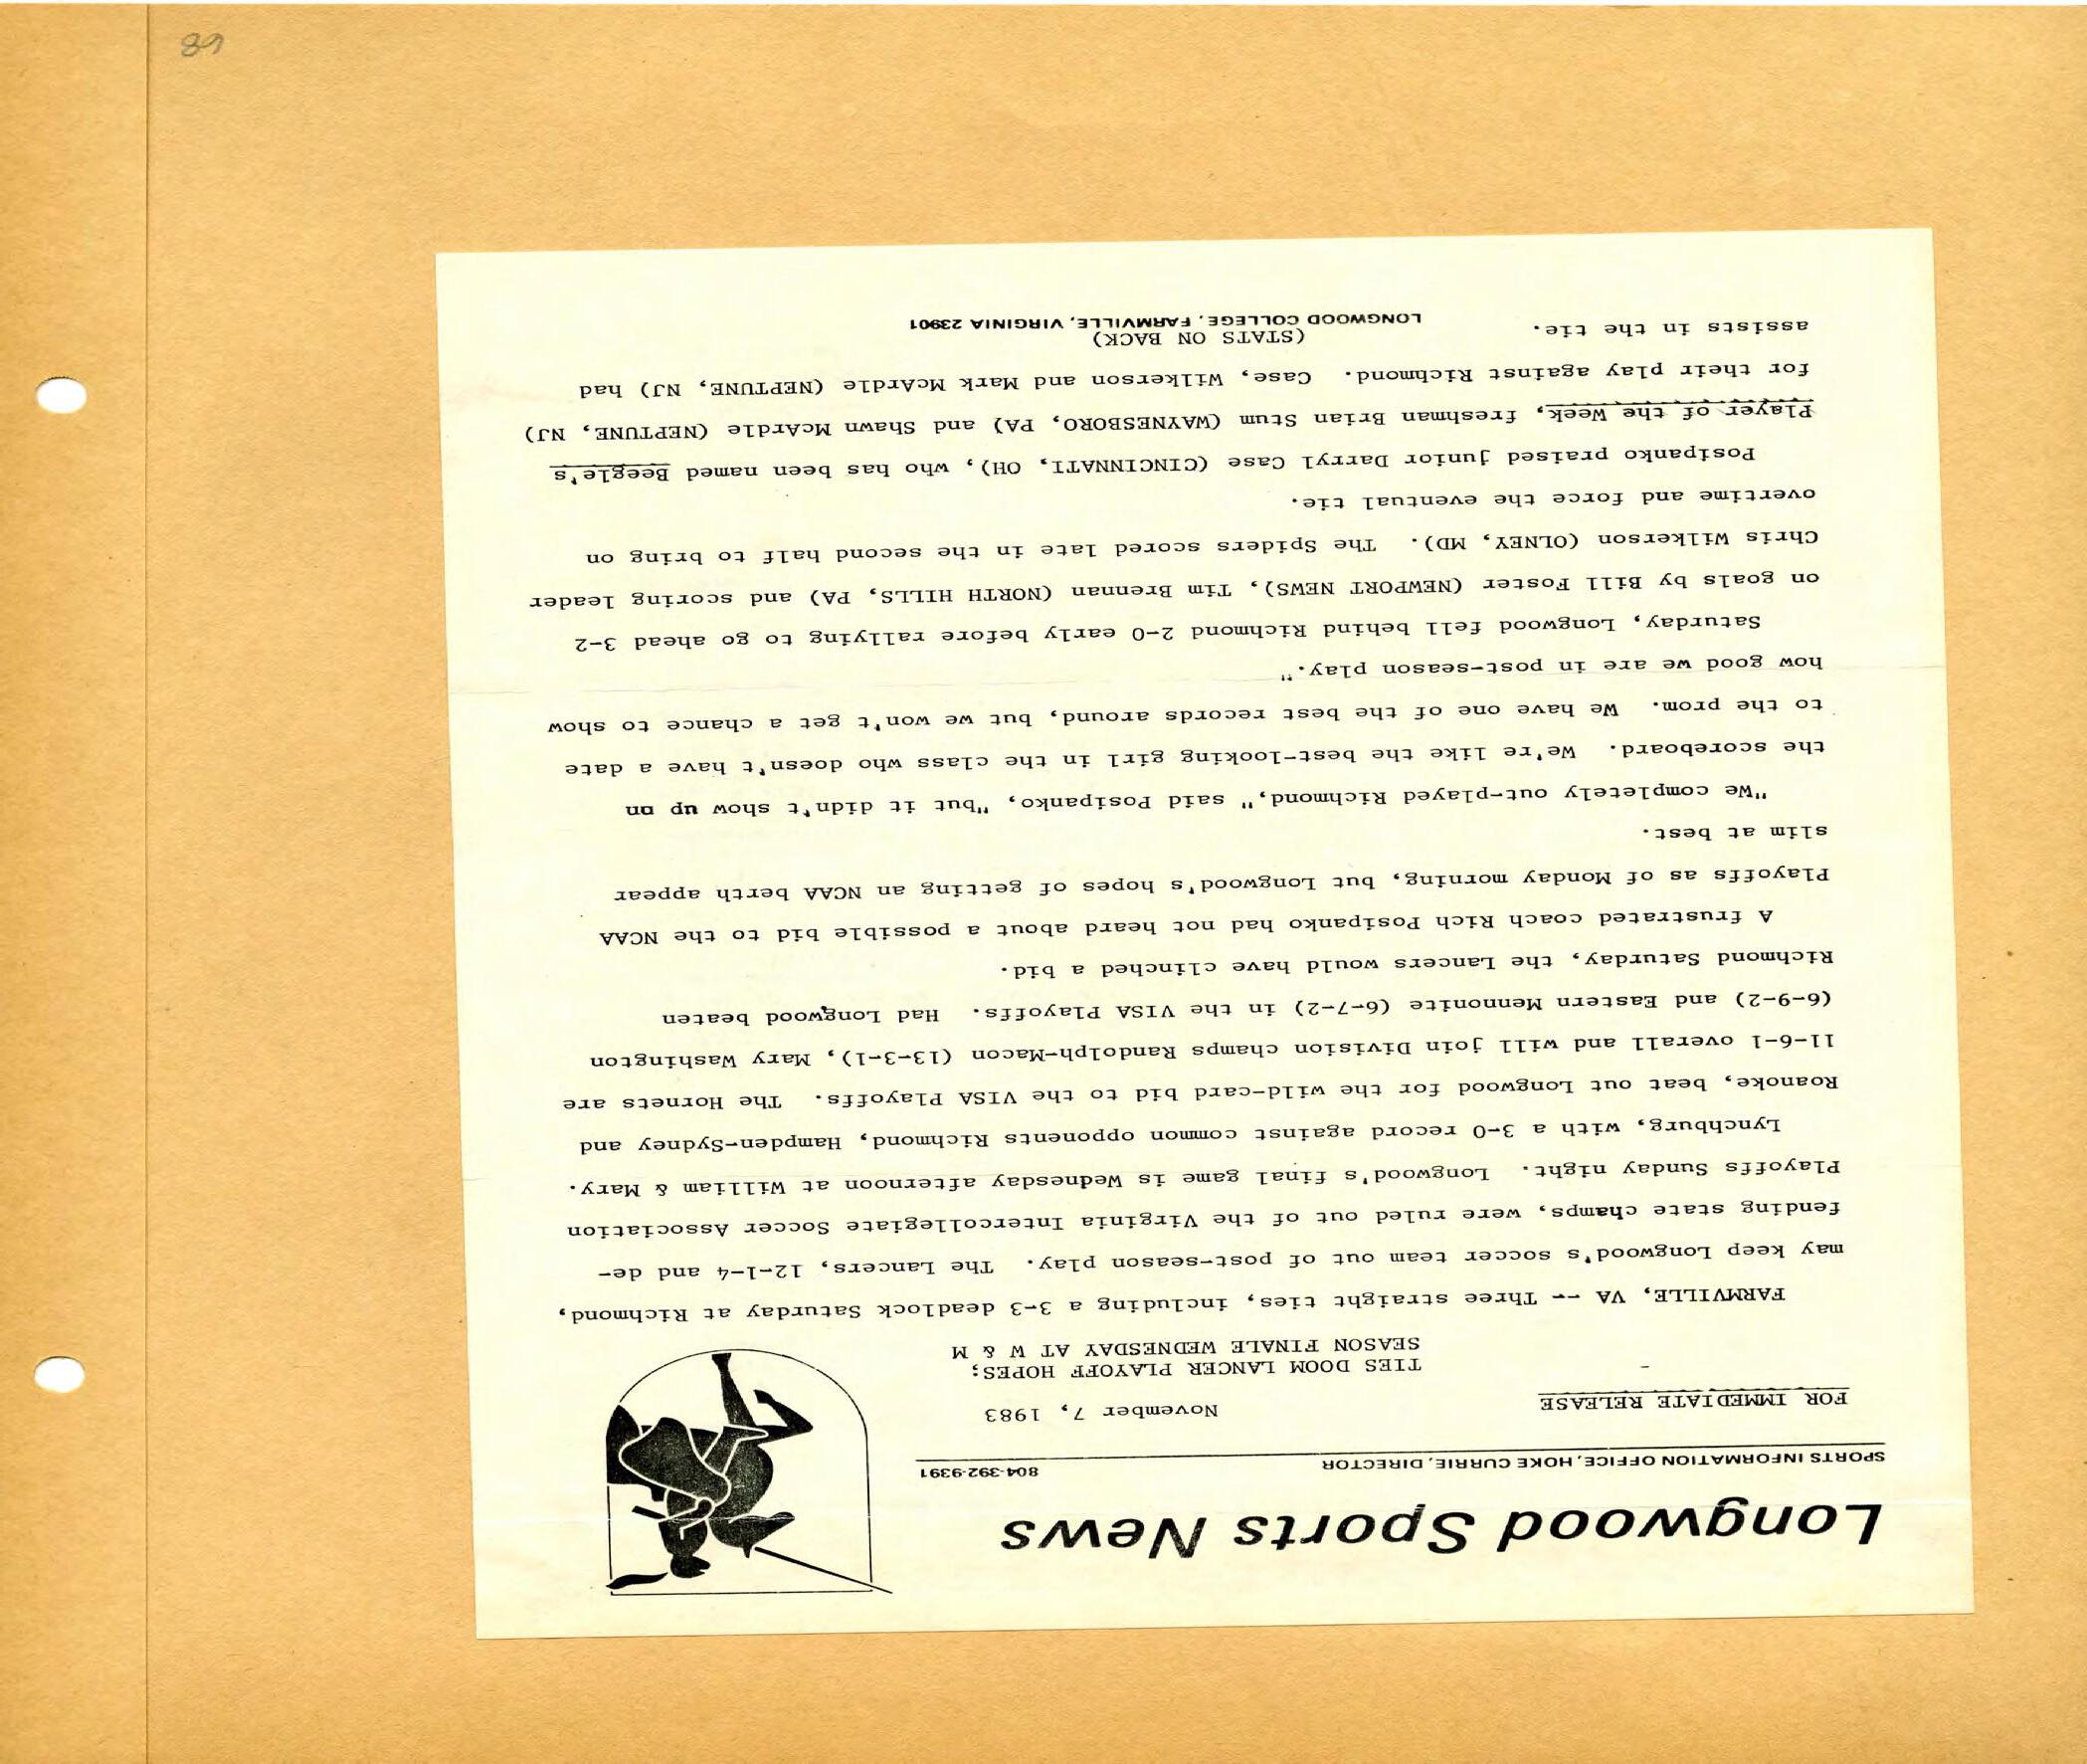 Longwood Sports News
SPORTS INFORMATION OFFICE, HOKE CURRIE, DIRECTOR 804-392-9391
FOR IMMEDIATE RELEASE November 7, 1983
TIES DOOM LANCER PLAYOFF HOPES;
SEASON FINALE WEDNESDAY AT W & M
FARMVILLE, VA -- Three straight ties, including a 3-3 deadlock Saturday at Richmond,
may keep Longwood's soccer team out of post-season play. The Lancers, 12-1-4 and de-
fending state champs, were ruled out of the Virginia Intercollegiate Soccer Association
Playoffs Sunday night. Longwood's final game is Wednesday afternoon at William & Mary.
Lynchburg, with a 3-0 record against common opponents Richmond, Hampden-Sydney and
Roanoke, beat out Longwood for the wild-card bid to the VISA Playoffs. The Hornets are
11-6-1 overall and will join Division champs Randolph-Macon (13-3-1), Mary Washington
(6-9-2) and Eastern Mennonite (6-7-2) in the VISA Playoffs. Had Longwood beaten
Richmond Saturday, the Lancers would have clinched a bid.
A frustrated coach Rich Posipanko had not heard about a possible bid to the NCAA
Playoffs as of Monday morning, but Longwood's hopes of getting an NCAA berth appear
slim at best.
"We completely out-played Richmond," said Posipanko, "but it didn't show up on
the scoreboard. We're like the best-looking girl in the class who doesn't have a date
to the prom. We have one of the best records around, but we won't get a chance to show
how good we are in post-season play."
Saturday, Longwood fell behind Richmond 2-0 early before rallying to go ahead 3-2
on goals by Bill Foster (NEWPORT NEWS), Tim Brennan (NORTH HILLS, PA) and scoring leader
Chris Wilkerson (OLNEY, MD). The Spiders scored late in the second half to bring on
overtime and force the eventual tie.
Posipanko praised junior Darryl Case (CINCINNATI, OH), who has been named Beegle's
Player of the Week, freshman Brian Stum (WAYNESBORO, PA) and Shawn McArdle (NEPTUNE, NJ)
for their play against Richmond. Case, Wilkerson and Mark McArdle (NEPTUNE, NJ) had
assists in the tie.
(STATS ON BACK)
LONGWOOD COLLEGE, FARMVILLE, VIRGINIA 23901